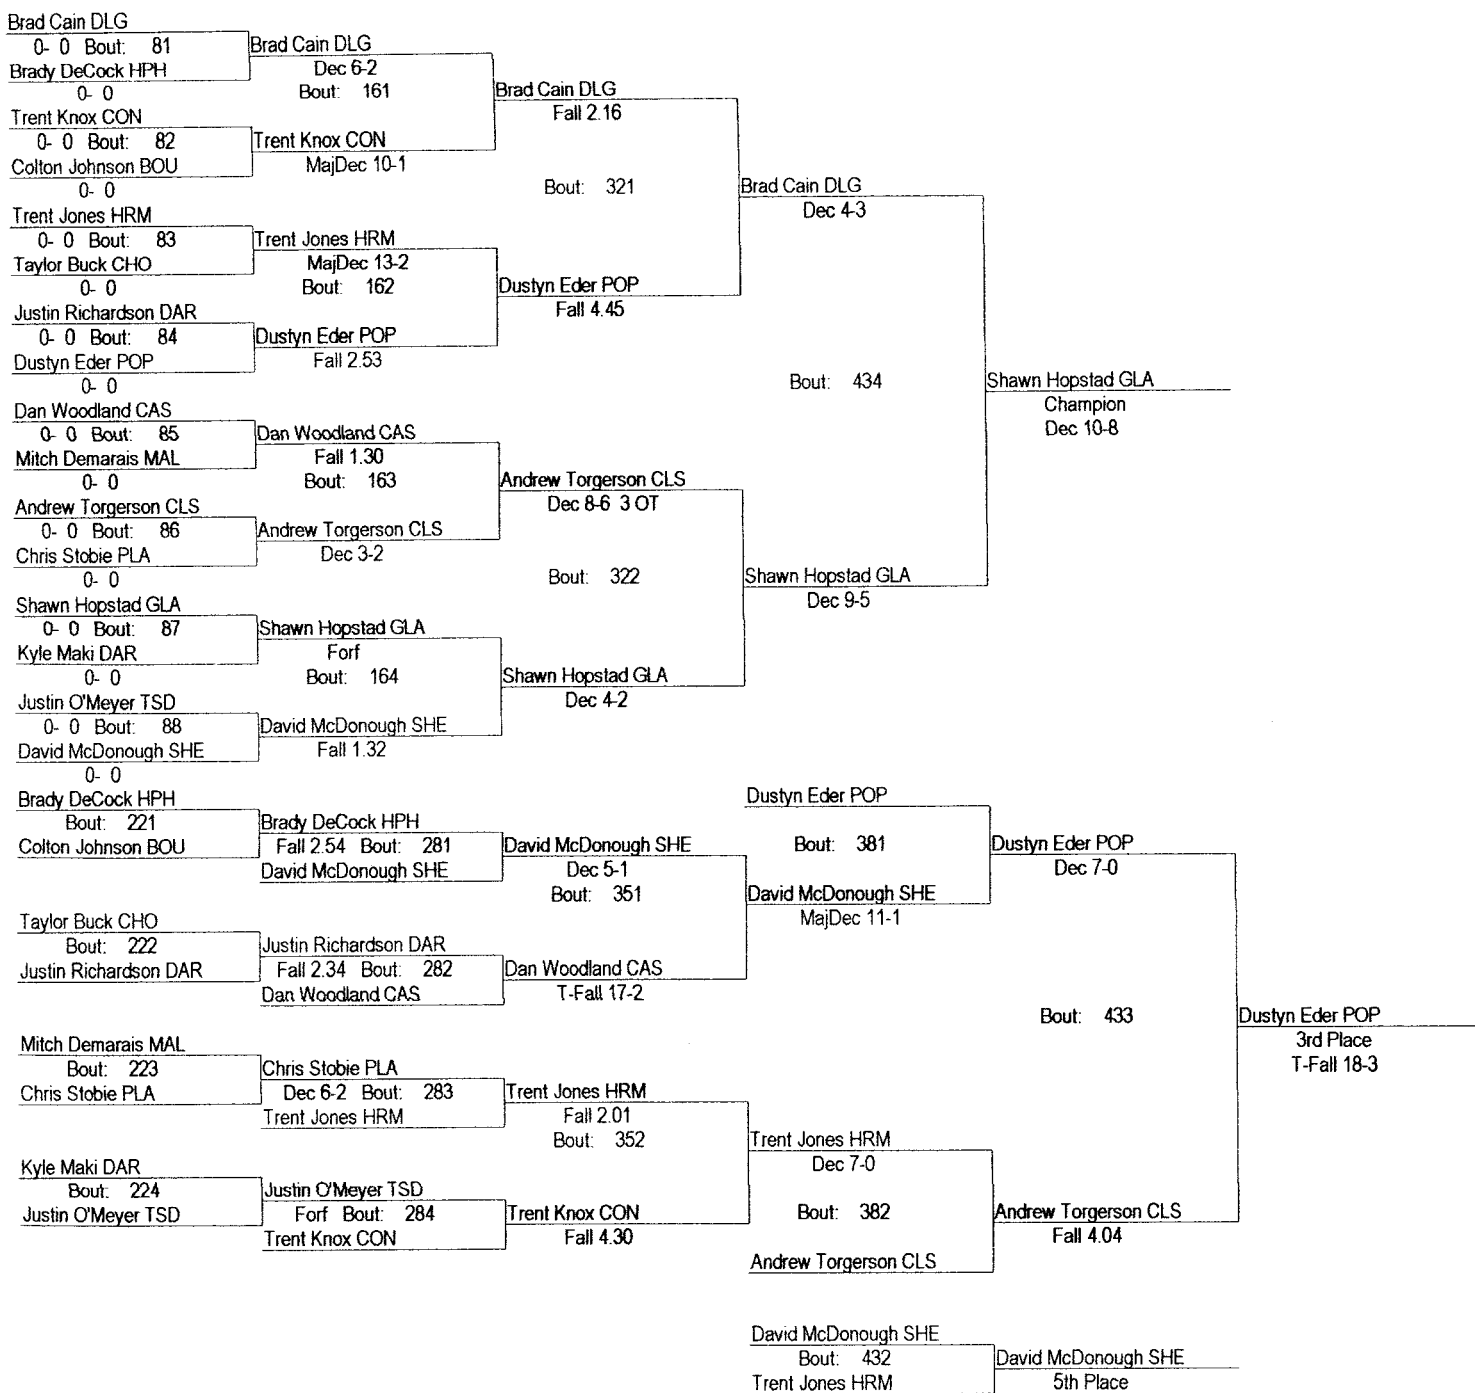 Brad Cain DLG
0- 0 Bout: 81
Brady DeCock HPH
0- 0
Trent Knox CON
0- 0 Bout: 82
Colton Johnson BOU
0- 0
Trent Jones HRM
0- 0 Bout: 83
Taylor Buck CHO
0- 0
Justin Richardson DAR
0- 0 Bout: 84
Dustyn Eder POP
0- 0
Dan Woodland CAS
0- 0 Bout: 85
Mitch Demarais MAL
0- 0
Andrew Torgerson CLS
0- 0 Bout: 86
Chris Stobie PLA
0- 0
Shawn Hopstad GLA
0- 0 Bout: 87
Kyle Maki DAR
0- 0
Justin O'Meyer TSD
0- 0 Bout: 88
David McDonough SHE
0- 0
Brad Cain DLG
Dec 6-2
Bout: 161
Trent Knox CON
MajDec 10-1
Trent Jones HRM
MajDec 13-2
Bout: 162
Dustyn Eder POP
Fall 2.53
Dan Woodland CAS
Fall 1.30
Bout: 163
Andrew Torgerson CLS
Dec 3-2
Shawn Hopstad GLA
Forf
Bout: 164
David McDonough SHE
Fall 1.32
Brad Cain DLG
Fall 2.16
Bout: 321
Dustyn Eder POP
Fall 4.45
Andrew Torgerson CLS
Dec 8-6 3 OT
Bout: 322
Shawn Hopstad GLA
Dec 4-2
Brad Cain DLG
Dec 4-3
Bout: 434
Shawn Hopstad GLA
Dec 9-5
Shawn Hopstad GLA
Champion
Dec 10-8
Brady DeCock HPH
Bout: 221
Colton Johnson BOU
Taylor Buck CHO
Bout: 222
Justin Richardson DAR
Mitch Demarais MAL
Bout: 223
Chris Stobie PLA
Kyle Maki DAR
Bout: 224
Justin O'Meyer TSD
Brady DeCock HPH
Fall 2.54 Bout: 281
David McDonough SHE
Justin Richardson DAR
Fall 2.34 Bout: 282
Dan Woodland CAS
Chris Stobie PLA
Dec 6-2 Bout: 283
Trent Jones HRM
Justin O'Meyer TSD
Forf Bout: 284
Trent Knox CON
David McDonough SHE
Dec 5-1
Bout: 351
Dan Woodland CAS
T-Fall 17-2
Trent Jones HRM
Fall 2.01
Bout: 352
Trent Knox CON
Fall 4.30
Dustyn Eder POP
Bout: 381
David McDonough SHE
MajDec 11-1
Trent Jones HRM
Dec 7-0
Bout: 382
Andrew Torgerson CLS
Dustyn Eder POP
Dec 7-0
Bout: 433
Andrew Torgerson CLS
Fall 4.04
Dustyn Eder POP
3rd Place
T-Fall 18-3
David McDonough SHE
Bout: 432
Trent Jones HRM
David McDonough SHE
5th Place